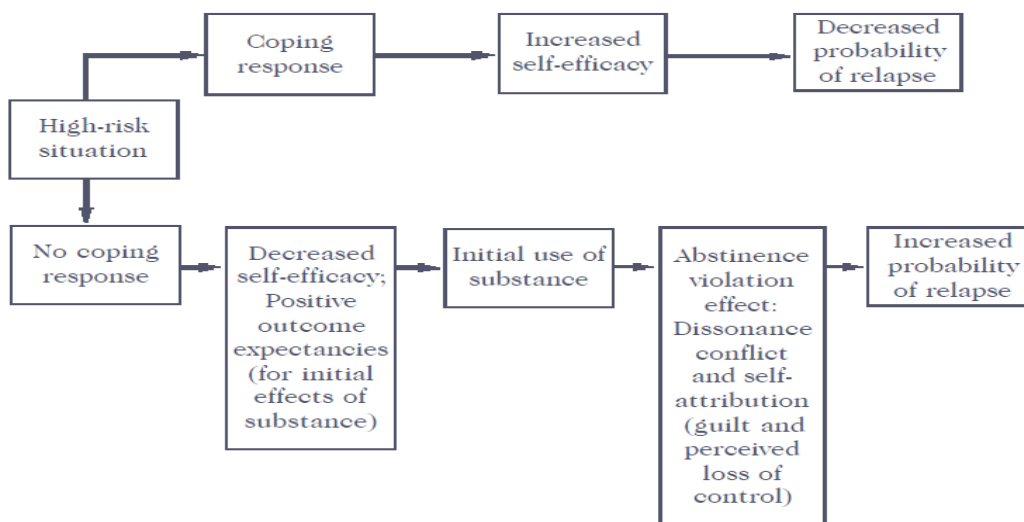 Coping
response
Increased
self-efficacy
Decreased
probability
of relapse
High-risk
situation
No coping
response
Decreased
self-efficacy;
Positive
outcome
expectancies
(for initial
effects of
substance)
Initial use of
substance
Abstinence
violation
effect:
Dissonance
conflict
and self-
attribution
(guilt and
perceived
loss of
control)
Increased
probability
of relapse